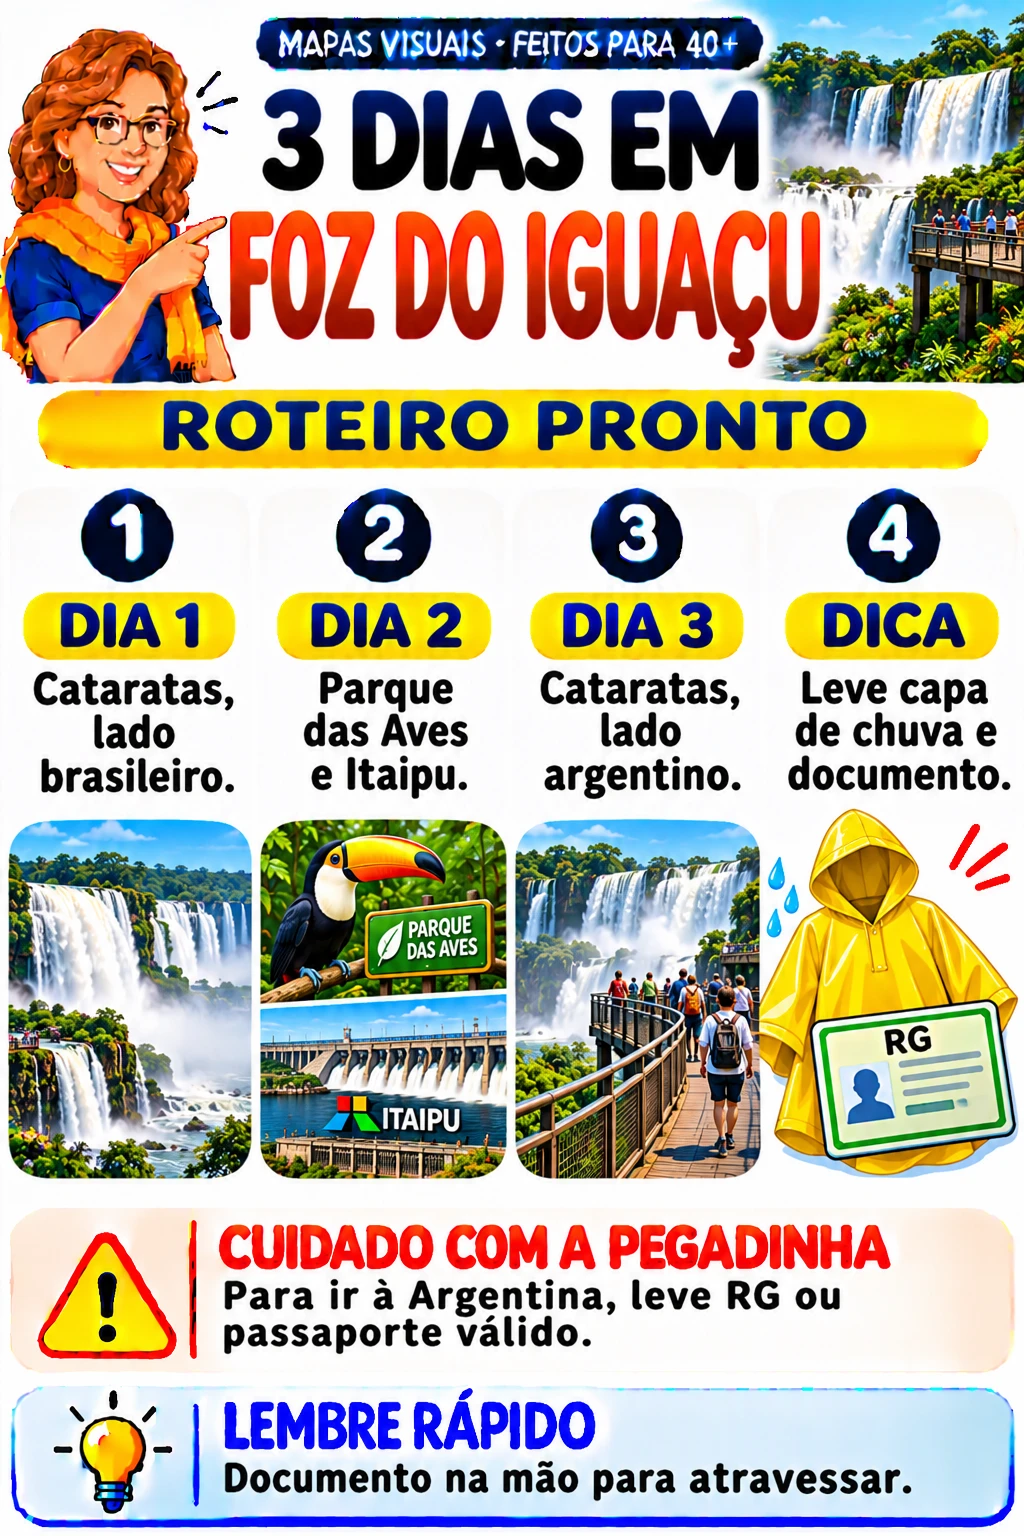 MAPAS VISUAIS · FEITOS PARA 40+
3 DIAS EM
FOZ DO IGUAÇU
ROTEIRO PRONTO
1
DIA 1
Cataratas,
lado
brasileiro.
2
DIA 2
Parque
das Aves
e Itaipu.
PARQUE
DAS AVES
ITAIPU
3
DIA 3
Cataratas,
lado
argentino.
4
DICA
Leve capa
de chuva e
documento.
RG
CUIDADO COM A PEGADINHA
Para ir à Argentina, leve RG ou
passaporte válido.
LEMBRE RÁPIDO
Documento na mão para atravessar.